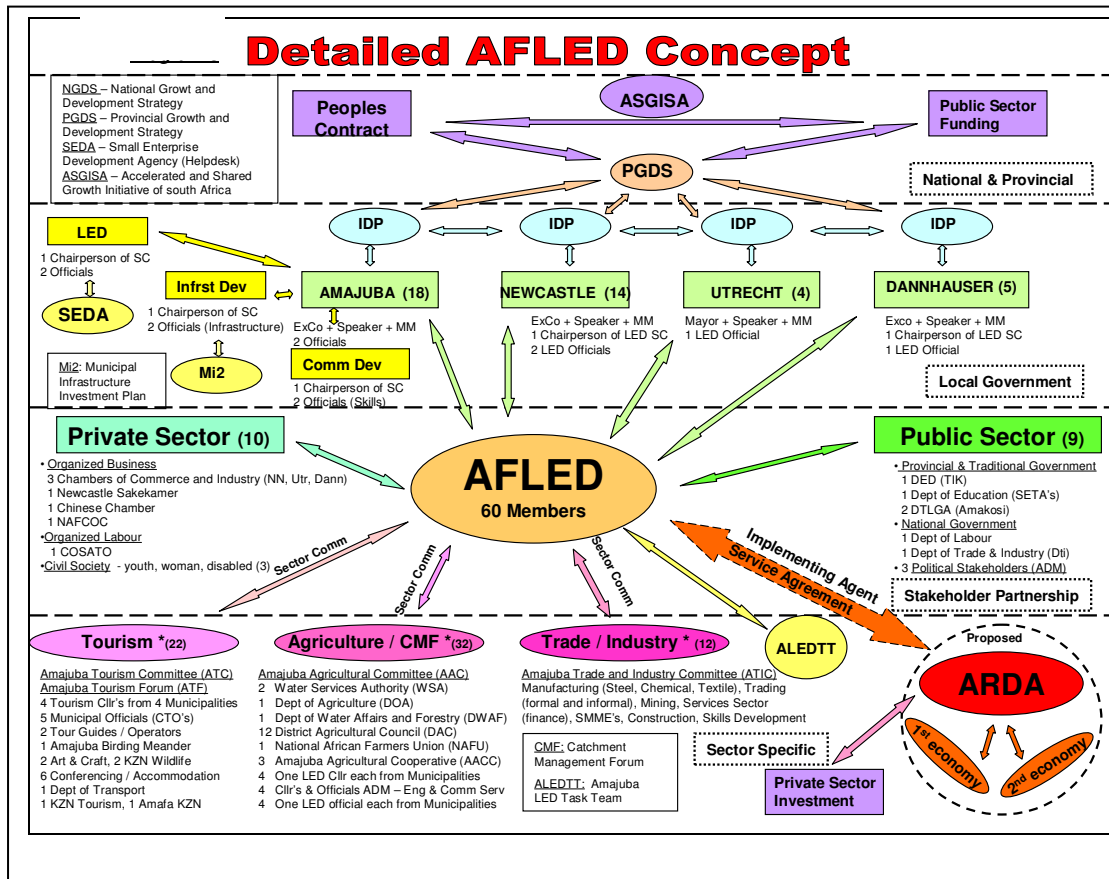 Detailed AFLED Concept
NGDS – National Growt and
Development Strategy
PGDS – Provincial Growth and
Development Strategy
SEDA – Small Enterprise
Development Agency (Helpdesk)
ASGISA – Accelerated and Shared
Growth Initiative of south Africa
Peoples
Contract
ASGISA
Public Sector
Funding
PGDS
National & Provincial
LED
1 Chairperson of SC
2 Officials
SEDA
Infrst Dev
1 Chairperson of SC
2 Officials (Infrastructure)
Mi2
Mi2: Municipal
Infrastructure
Investment Plan
IDP
IDP
IDP
IDP
AMAJUBA (18)
ExCo + Speaker + MM
2 Officials
Comm Dev
1 Chairperson of SC
2 Officials (Skills)
NEWCASTLE (14)
ExCo + Speaker + MM
1 Chairperson of LED SC
2 LED Officials
UTRECHT (4)
Mayor + Speaker + MM
1 LED Official
DANNHAUSER (5)
Exco + Speaker + MM
1 Chairperson of LED SC
1 LED Official
Local Government
Private Sector (10)
• Organized Business
3 Chambers of Commerce and Industry (NN, Utr, Dann)
1 Newcastle Sakekamer
1 Chinese Chamber
1 NAFCOC
•Organized Labour
1 COSATO
•Civil Society - youth, woman, disabled (3)
AFLED
60 Members
Public Sector (9)
• Provincial & Traditional Government
1 DED (TIK)
1 Dept of Education (SETA's)
2 DTLGA (Amakosi)
• National Government
1 Dept of Labour
1 Dept of Trade & Industry (Dti)
• 3 Political Stakeholders (ADM)
Stakeholder Partnership
Sector Comm
Sector Comm
Sector Comm
Implementing Agent
Service Agreement
Tourism *(22)
Amajuba Tourism Committee (ATC)
Amajuba Tourism Forum (ATF)
4 Tourism Cllr's from 4 Municipalities
5 Municipal Officials (CTO's)
2 Tour Guides / Operators
1 Amajuba Birding Meander
2 Art & Craft, 2 KZN Wildlife
6 Conferencing / Accommodation
1 Dept of Transport
1 KZN Tourism, 1 Amafa KZN
Agriculture / CMF *(32)
Amajuba Agricultural Committee (AAC)
2 Water Services Authority (WSA)
1 Dept of Agriculture (DOA)
1 Dept of Water Affairs and Forestry (DWAF)
12 District Agricultural Council (DAC)
1 National African Farmers Union (NAFU)
3 Amajuba Agricultural Cooperative (AACC)
4 One LED Cllr each from Municipalities
4 Cllr's & Officials ADM – Eng & Comm Serv
4 One LED official each from Municipalities
Trade / Industry * (12)
Amajuba Trade and Industry Committee (ATIC)
Manufacturing (Steel, Chemical, Textile), Trading
(formal and informal), Mining, Services Sector
(finance), SMME's, Construction, Skills Development
CMF: Catchment
Management Forum
ALEDTT: Amajuba
LED Task Team
ALEDTT
Sector Specific
Private Sector
Investment
Proposed
ARDA
1st economy
2nd economy